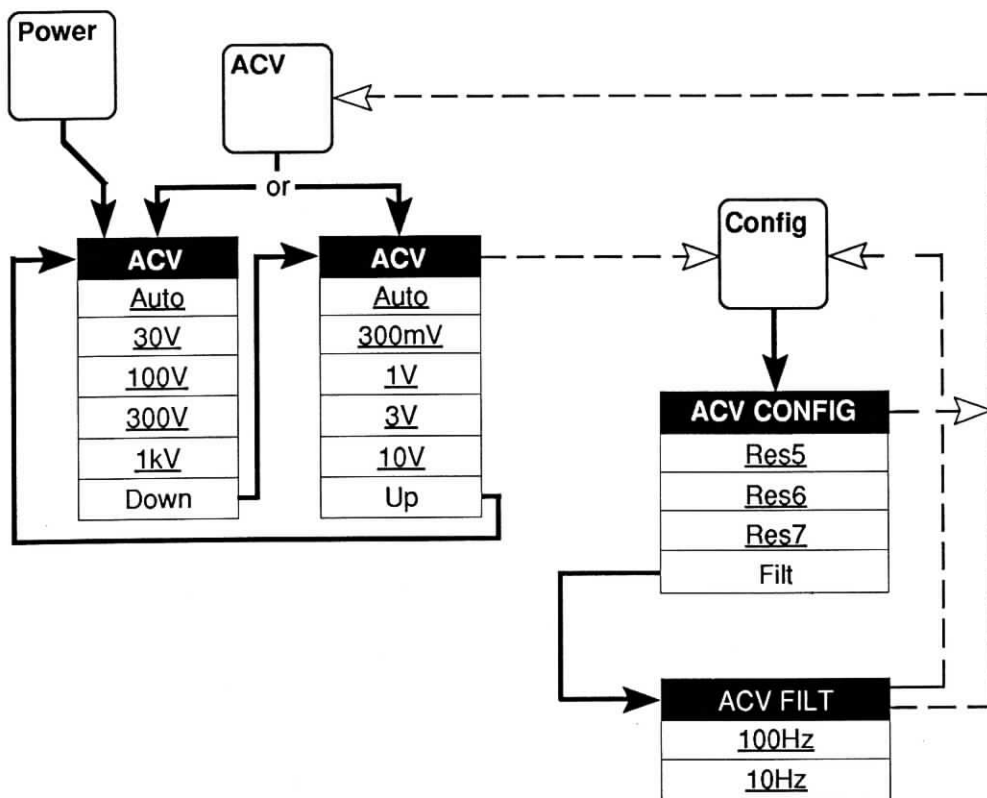 Power
ACV
or
ACV
Auto
30V
100V
300V
1kV
Down
ACV
Auto
300mV
1V
3V
10V
Up
Config
ACV CONFIG
Res5
Res6
Res7
Filt
ACV FILT
100Hz
10Hz